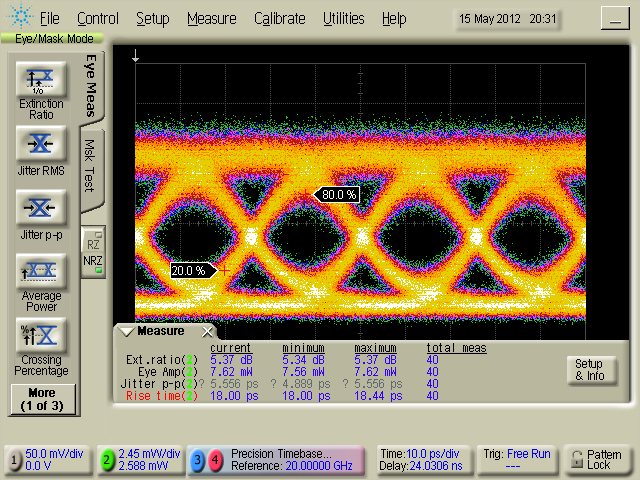 File Control Setup Measure Calibrate Utilities Help 15 May 2012 20:31
Eye/Mask Mode
Eye Meas
Msk Test
1/0
Extinction
Ratio
Jitter RMS
Jitter p-p
RZ
NRZ
Average
Power
%
Crossing
Percentage
More
(1 of 3)
80.0 %
20.0 %
Measure
current minimum maximum total meas
Ext.ratio(2) 5.37 dB 5.34 dB 5.37 dB 40
Eye Amp(2) 7.62 mW 7.56 mW 7.62 mW 40
Jitter p-p(2)? 5.556 ps ? 4.889 ps ? 5.556 ps 40
Rise time(2) 18.00 ps 18.00 ps 18.44 ps 40
Setup
& Info
1 50.0 mV/div
0.0 V
2 2.45 mW/div
2.588 mW
3 4 Precision Timebase...
Reference: 20.00000 GHz
Time:10.0 ps/div
Delay:24.0306 ns
Trig: Free Run
---
Pattern
Lock